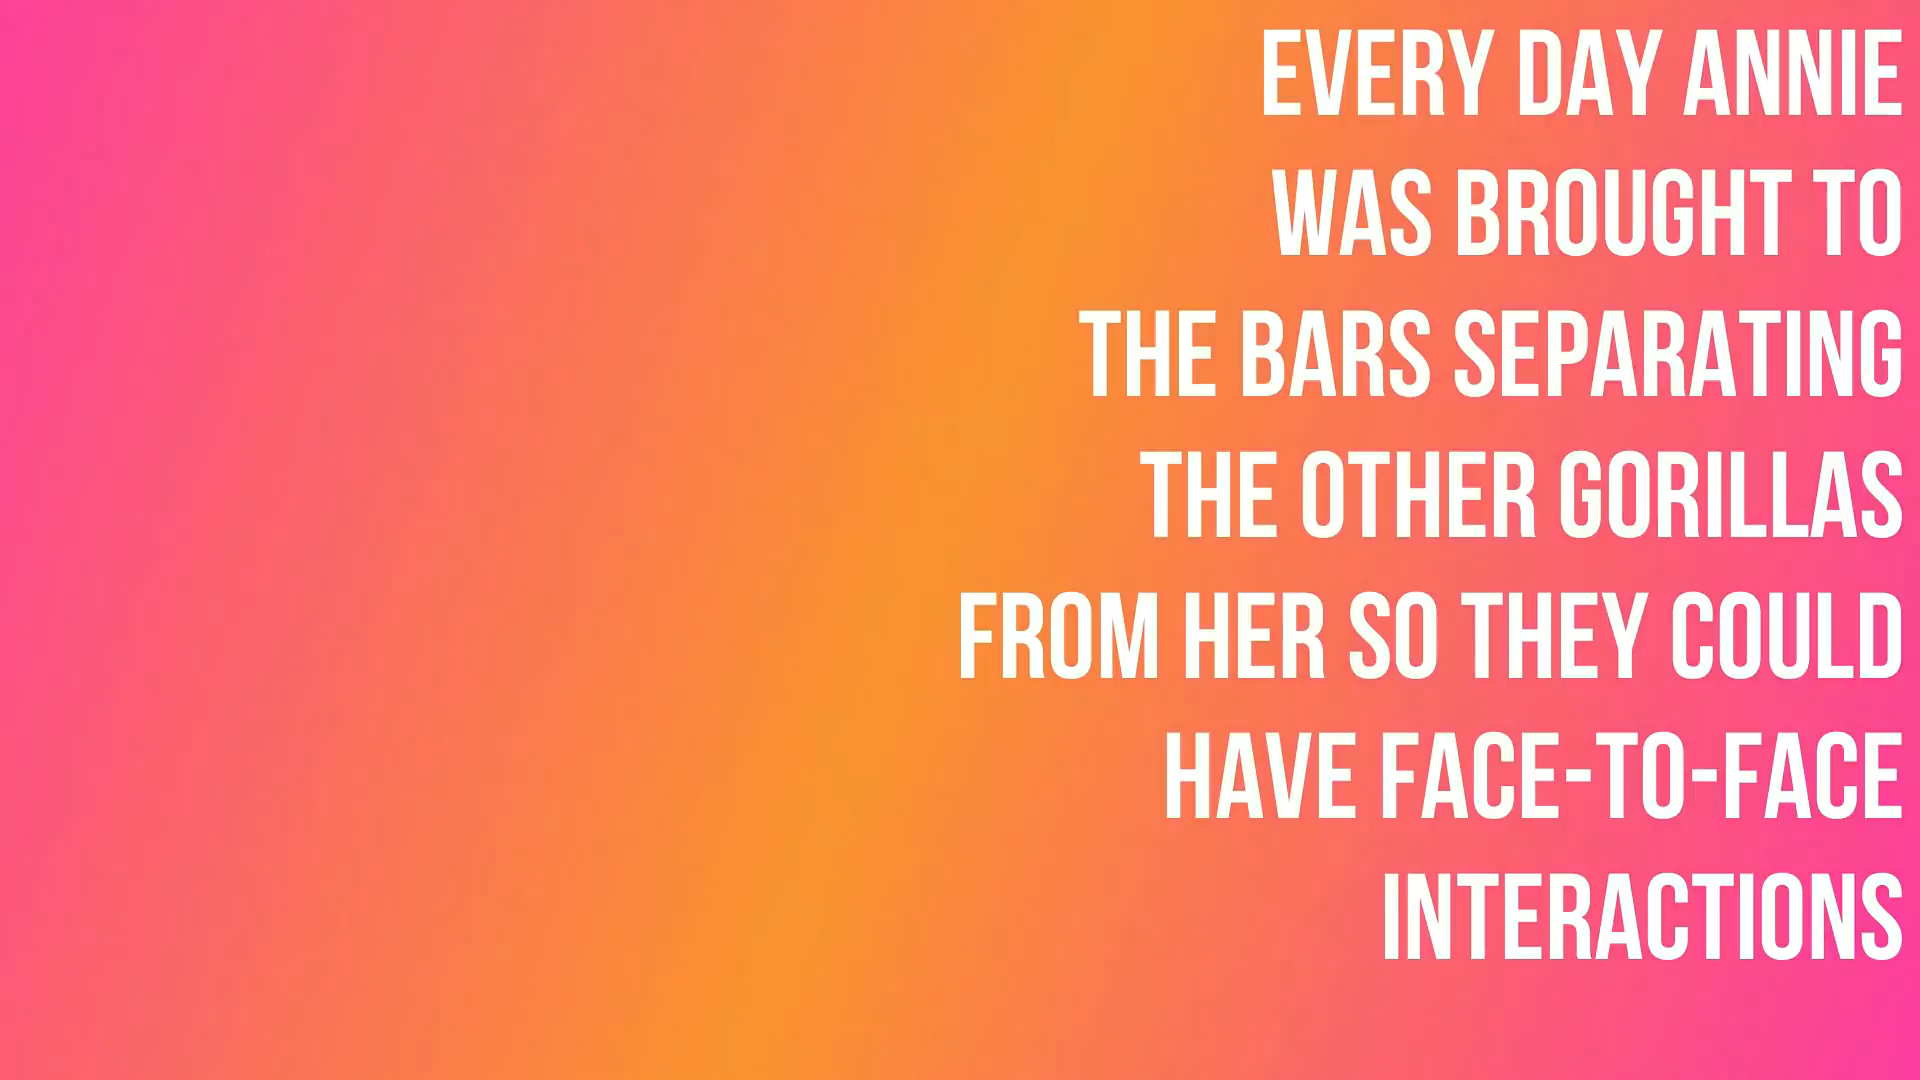 EVERY DAY ANNIE
WAS BROUGHT TO
THE BARS SEPARATING
THE OTHER GORILLAS
FROM HER SO THEY COULD
HAVE FACE-TO-FACE
INTERACTIONS